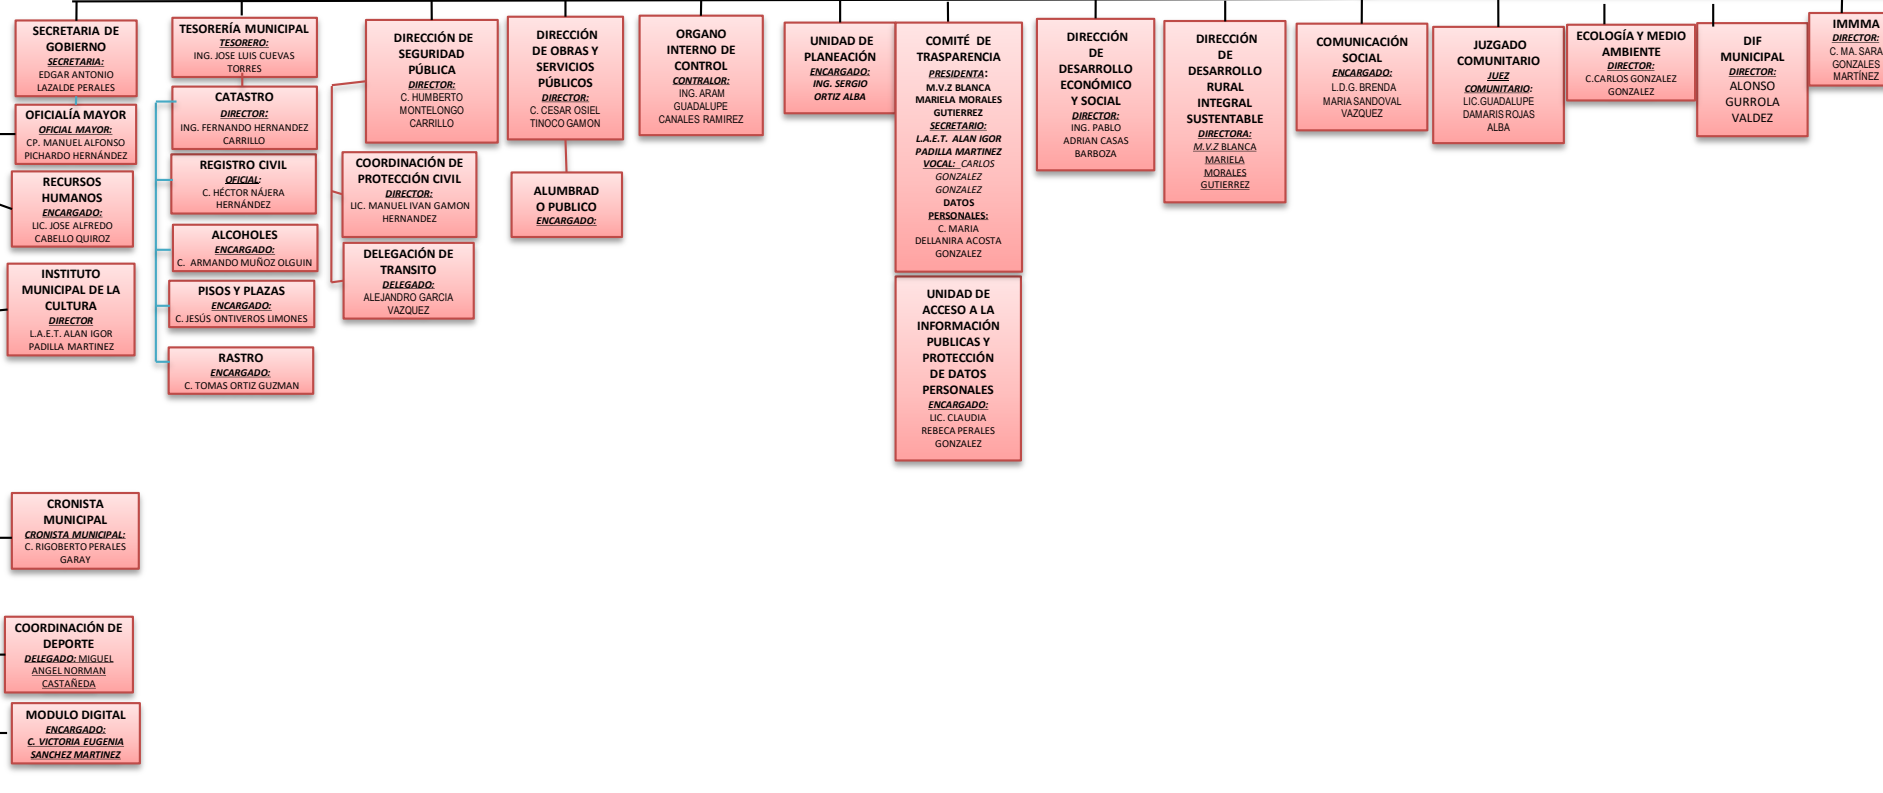 SECRETARIA DE
GOBIERNO
SECRETARIA:
EDGAR ANTONIO
LAZALDE PERALES
OFICIALÍA MAYOR
OFICIAL MAYOR:
CP. MANUEL ALFONSO
PICHARDO HERNÁNDEZ
RECURSOS
HUMANOS
ENCARGADO:
LIC. JOSE ALFREDO
CABELLO QUIROZ
INSTITUTO
MUNICIPAL DE LA
CULTURA
DIRECTOR
L.A.E.T. ALAN IGOR
PADILLA MARTINEZ
CRONISTA
MUNICIPAL
CRONISTA MUNICIPAL:
C. RIGOBERTO PERALES
GARAY
COORDINACIÓN DE
DEPORTE
DELEGADO: MIGUEL
ANGEL NORMAN
CASTAÑEDA
MODULO DIGITAL
ENCARGADO:
C. VICTORIA EUGENIA
SANCHEZ MARTINEZ
TESORERÍA MUNICIPAL
TESORERO:
ING. JOSE LUIS CUEVAS
TORRES
CATASTRO
DIRECTOR:
ING. FERNANDO HERNANDEZ
CARRILLO
REGISTRO CIVIL
OFICIAL:
C. HÉCTOR NÁJERA
HERNÁNDEZ
ALCOHOLES
ENCARGADO:
C. ARMANDO MUÑOZ OLGUIN
PISOS Y PLAZAS
ENCARGADO:
C. JESÚS ONTIVEROS LIMONES
RASTRO
ENCARGADO:
C. TOMAS ORTIZ GUZMAN
DIRECCIÓN DE
SEGURIDAD
PÚBLICA
DIRECTOR:
C. HUMBERTO
MONTELONGO
CARRILLO
COORDINACIÓN DE
PROTECCIÓN CIVIL
DIRECTOR:
LIC. MANUEL IVAN GAMON
HERNANDEZ
DELEGACIÓN DE
TRANSITO
DELEGADO:
ALEJANDRO GARCIA
VAZQUEZ
DIRECCIÓN
DE OBRAS Y
SERVICIOS
PÚBLICOS
DIRECTOR:
C. CESAR OSIEL
TINOCO GAMON
ALUMBRAD
O PUBLICO
ENCARGADO:
ORGANO
INTERNO DE
CONTROL
CONTRALOR:
ING. ARAM
GUADALUPE
CANALES RAMIREZ
UNIDAD DE
PLANEACIÓN
ENCARGADO:
ING. SERGIO
ORTIZ ALBA
COMITÉ DE
TRASPARENCIA
PRESIDENTA:
M.V.Z BLANCA
MARIELA MORALES
GUTIERREZ
SECRETARIO:
L.A.E.T. ALAN IGOR
PADILLA MARTINEZ
VOCAL: CARLOS
GONZALEZ
GONZALEZ
DATOS
PERSONALES:
C. MARIA
DELLANIRA ACOSTA
GONZALEZ
UNIDAD DE
ACCESO A LA
INFORMACIÓN
PUBLICAS Y
PROTECCIÓN
DE DATOS
PERSONALES
ENCARGADO:
LIC. CLAUDIA
REBECA PERALES
GONZALEZ
DIRECCIÓN
DE
DESARROLLO
ECONÓMICO
Y SOCIAL
DIRECTOR:
ING. PABLO
ADRIAN CASAS
BARBOZA
DIRECCIÓN
DE
DESARROLLO
RURAL
INTEGRAL
SUSTENTABLE
DIRECTORA:
M.V.Z BLANCA
MARIELA
MORALES
GUTIERREZ
COMUNICACIÓN
SOCIAL
ENCARGADO:
L.D.G. BRENDA
MARIA SANDOVAL
VAZQUEZ
JUZGADO
COMUNITARIO
JUEZ
COMUNITARIO:
LIC.GUADALUPE
DAMARIS ROJAS
ALBA
ECOLOGÍA Y MEDIO
AMBIENTE
DIRECTOR:
C.CARLOS GONZALEZ
GONZALEZ
DIF
MUNICIPAL
DIRECTOR:
ALONSO
GURROLA
VALDEZ
IMMMA
DIRECTOR:
C. MA. SARA
GONZALES
MARTÍNEZ